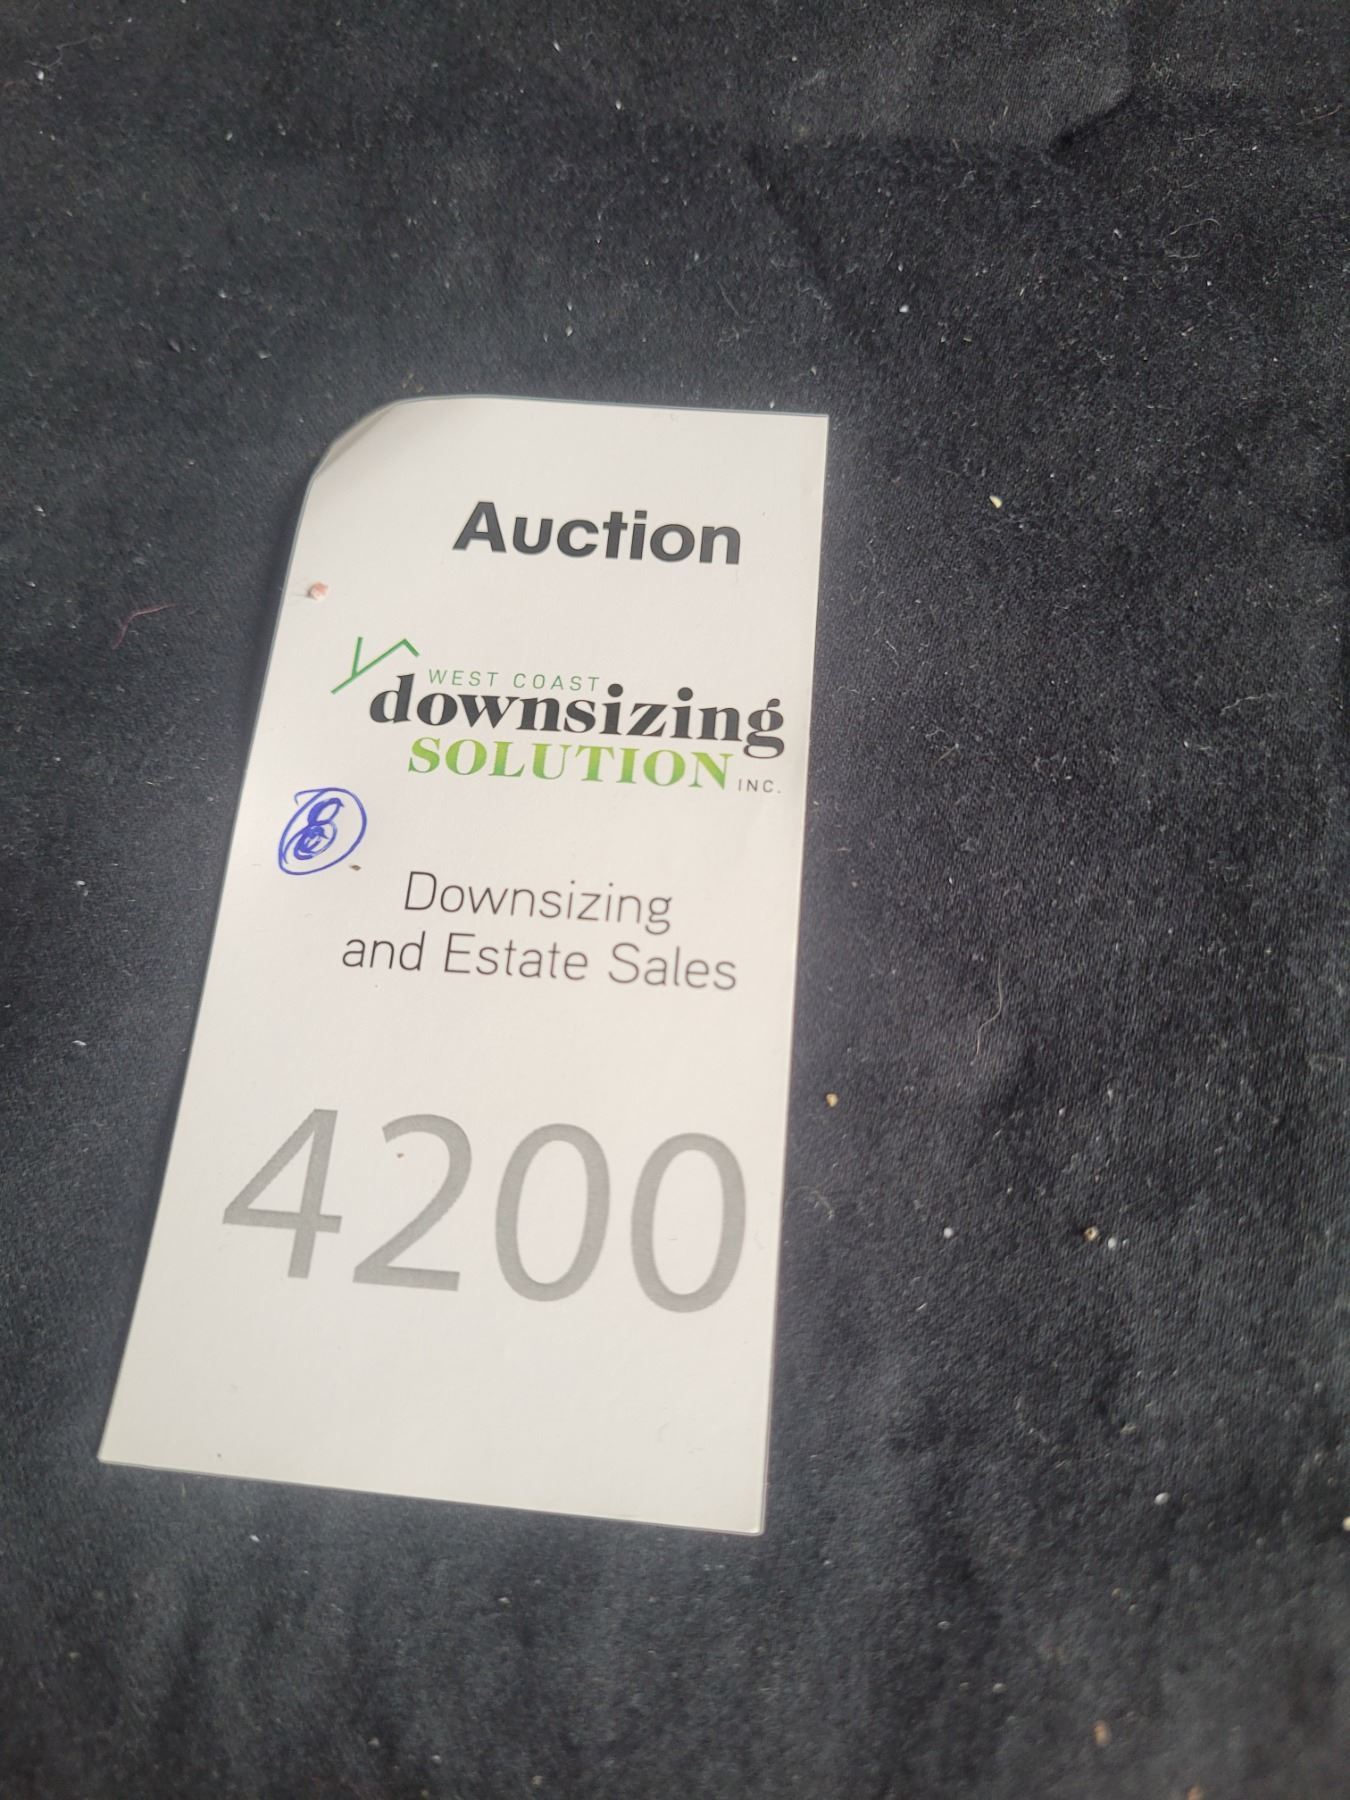 Auction
WEST COAST
downsizing
SOLUTION INC.
8
Downsizing
and Estate Sales
4200